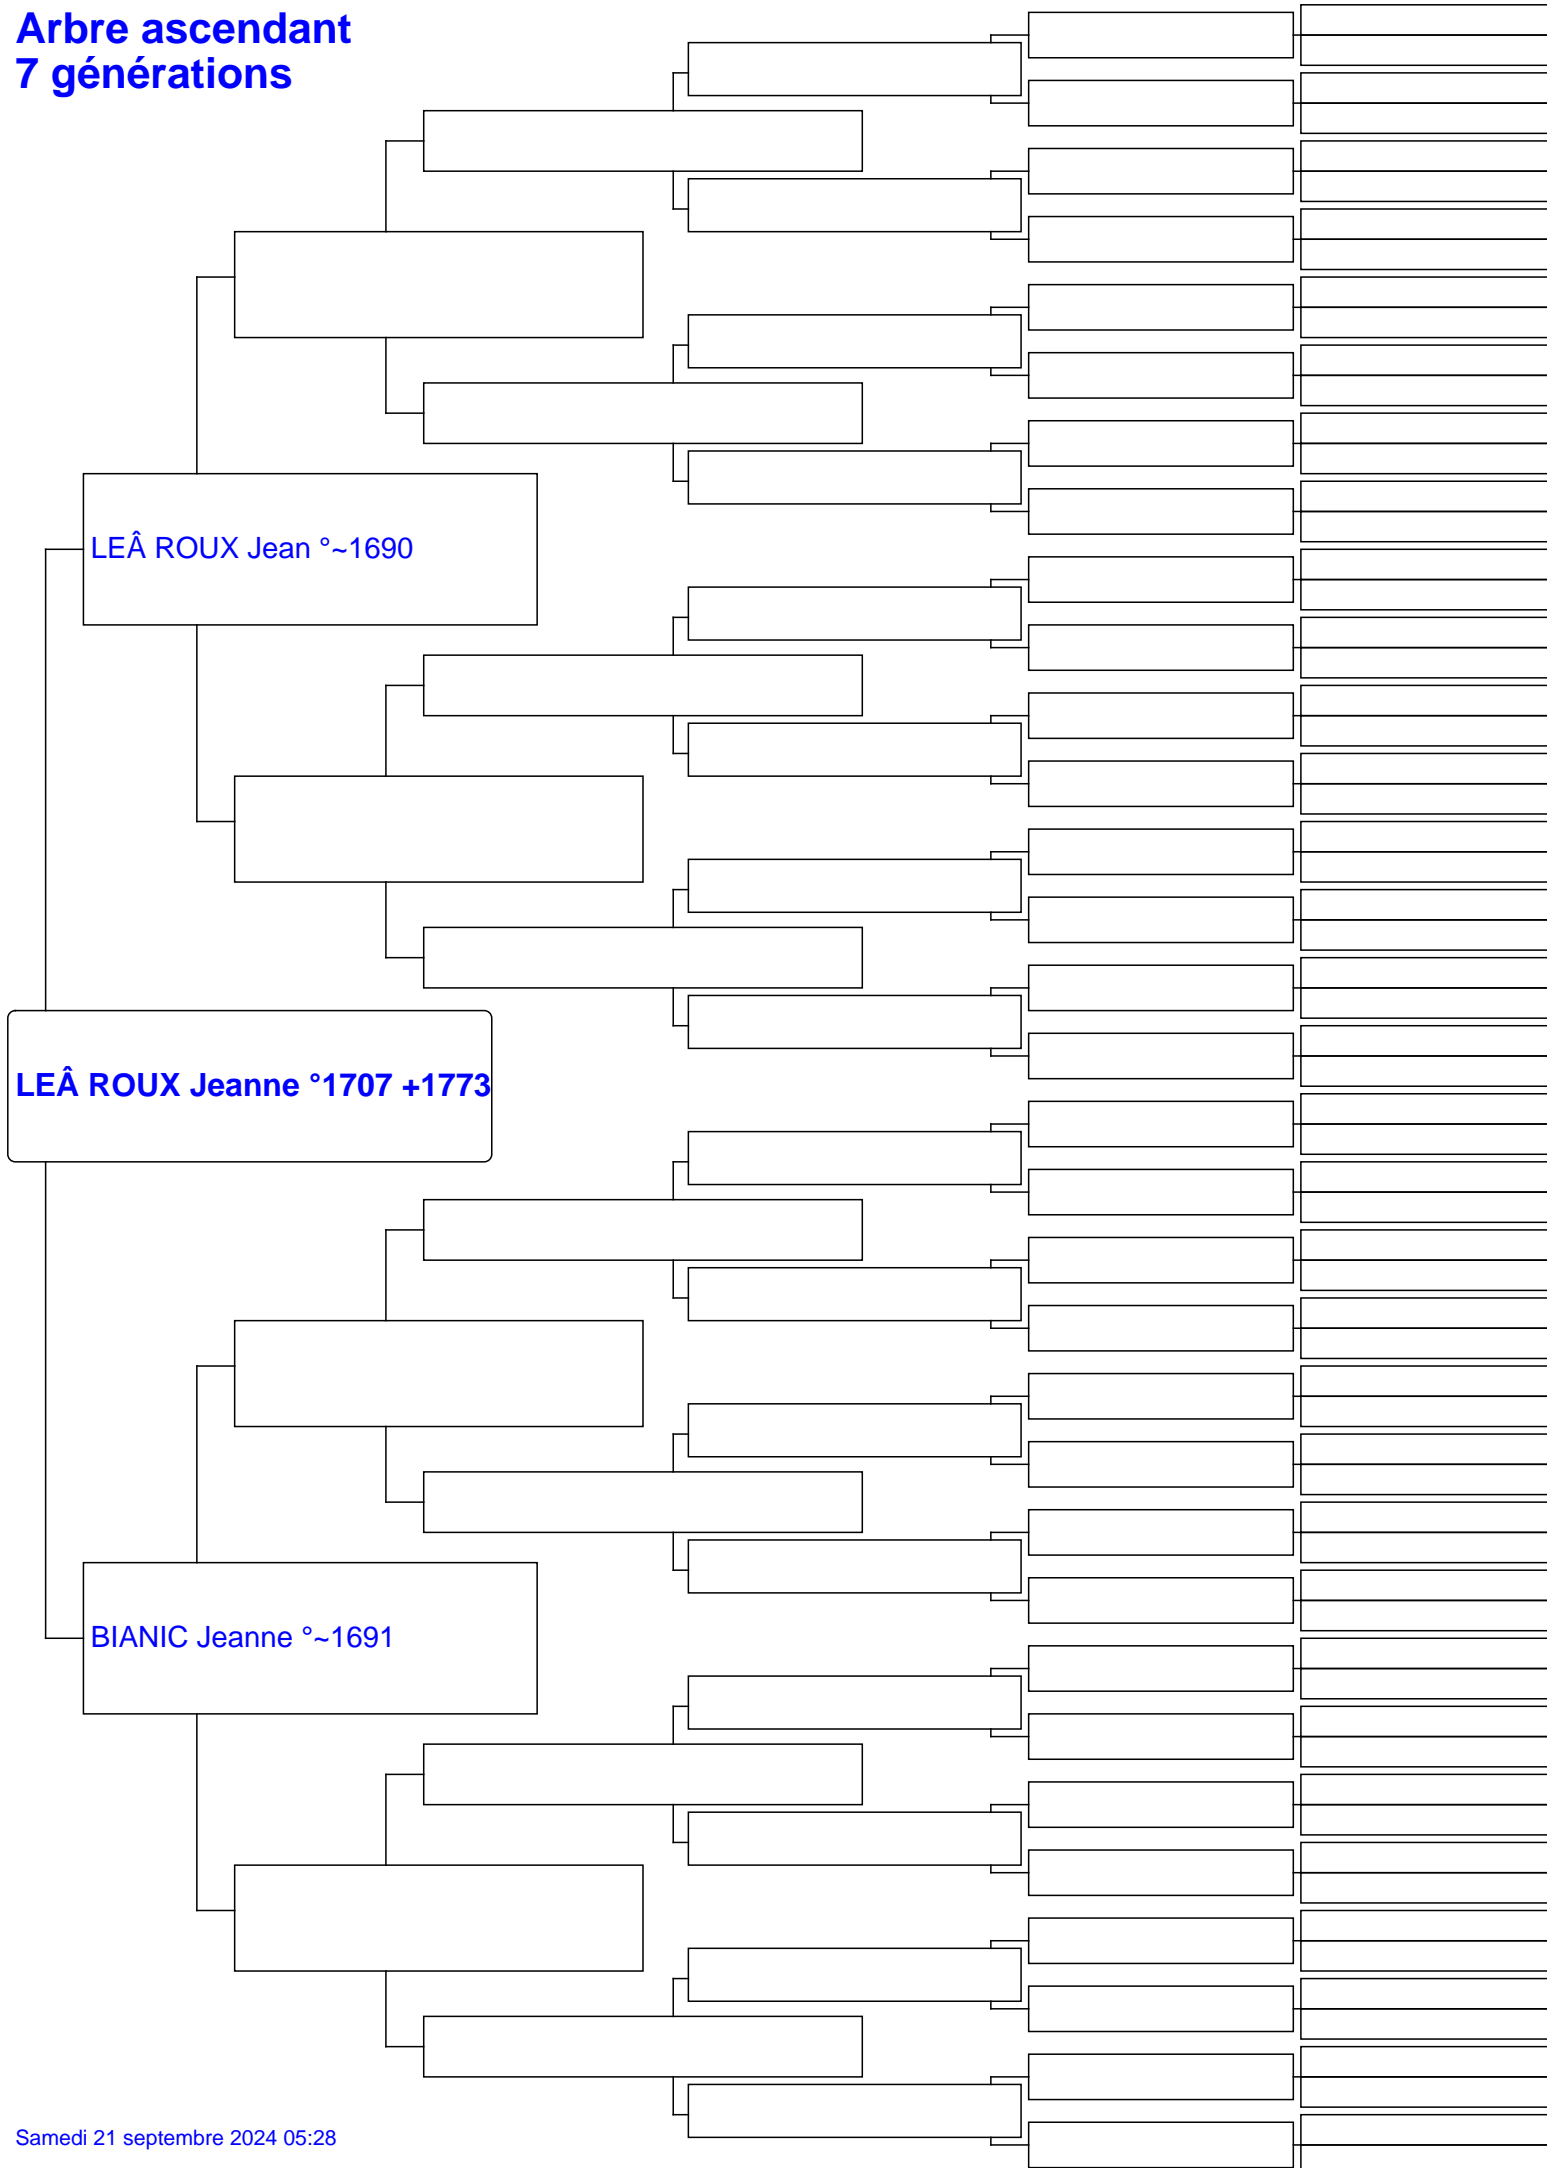 Arbre ascendant
7 générations
LEÂ ROUX Jean °~1690
LEÂ ROUX Jeanne °1707 +1773
BIANIC Jeanne °~1691
Samedi 21 septembre 2024 05:28